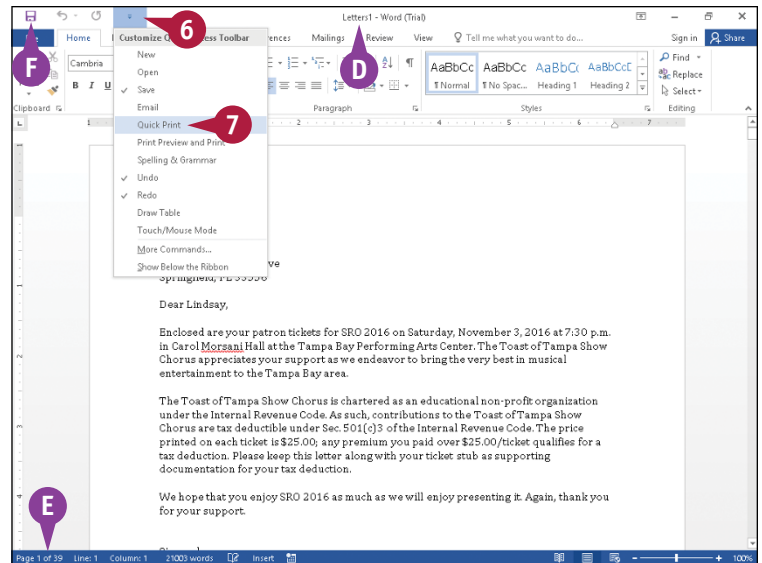 Letters1 - Word (Trial)
6
Home
Customize Q ess Toolbar
ences
Mailings
Review
View
Tell me what you want to do...
Sign in
Share
F
D
Cambria
B I U
New
Open
Save
Email
Quick Print
7
Print Preview and Print
Spelling & Grammar
Undo
Redo
Draw Table
Touch/Mouse Mode
More Commands...
Show Below the Ribbon
AaBbCc AaBbCc AaBbCc AaBbCcE
¶ Normal ¶ No Spac... Heading 1 Heading 2
Find
Replace
Select
Clipboard
Paragraph
Styles
Editing
1 2 3 4 5 6 7
ve
Springfield, FL 33556
Dear Lindsay,
Enclosed are your patron tickets for SRO 2016 on Saturday, November 3, 2016 at 7:30 p.m.
in Carol Morsani Hall at the Tampa Bay Performing Arts Center. The Toast of Tampa Show
Chorus appreciates your support as we endeavor to bring the very best in musical
entertainment to the Tampa Bay area.
The Toast of Tampa Show Chorus is chartered as an educational non-profit organization
under the Internal Revenue Code. As such, contributions to the Toast of Tampa Show
Chorus are tax deductible under Sec. 501(c)3 of the Internal Revenue Code. The price
printed on each ticket is $25.00; any premium you paid over $25.00/ticket qualifies for a
tax deduction. Please keep this letter along with your ticket stub as supporting
documentation for your tax deduction.
We hope that you enjoy SRO 2016 as much as we will enjoy presenting it. Again, thank you
for your support.
E
Page 1 of 39 Line: 1 Column: 1 21003 words Insert 100%